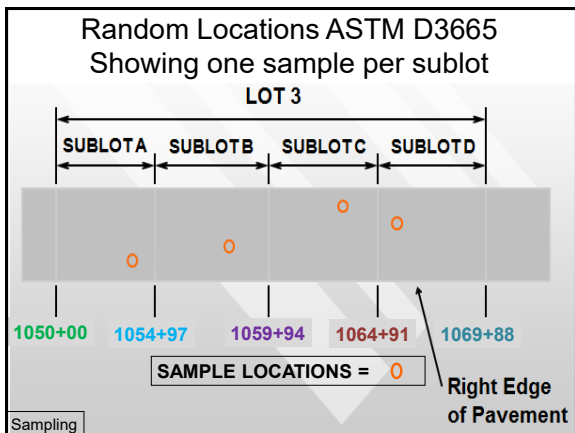 Random Locations ASTM D3665
Showing one sample per sublot
LOT 3
SUBLOT A SUBLOT B SUBLOT C SUBLOT D
1050+00 1054+97 1059+94 1064+91 1069+88
SAMPLE LOCATIONS = O
Right Edge
of Pavement
Sampling